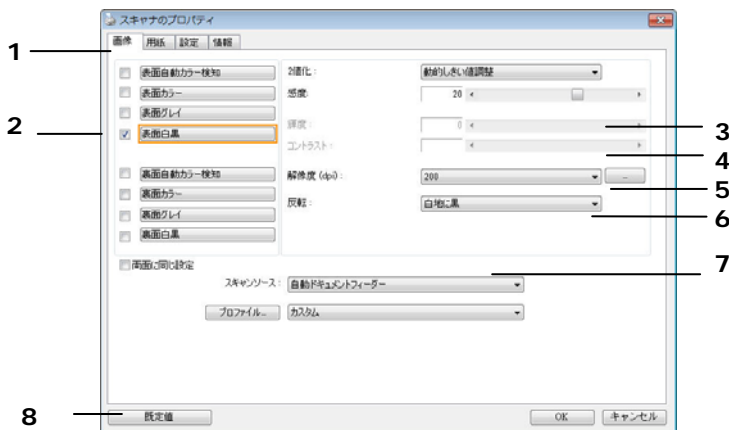 スキャナのプロパティ
画像 用紙 設定 情報
1
表面自動カラー検知
表面カラー
表面グレイ
2
表面白黒
裏面自動カラー検知
裏面カラー
裏面グレイ
裏面白黒
2値化:
動的しきい値調整
感度:
20
輝度:
0
3
コントラスト:
4
解像度 (dpi):
200
...
5
反転:
白地に黒
6
両面に同じ設定
7
スキャンソース:
自動ドキュメントフィーダー
プロファイル...
カスタム
8
既定値
OK
キャンセル